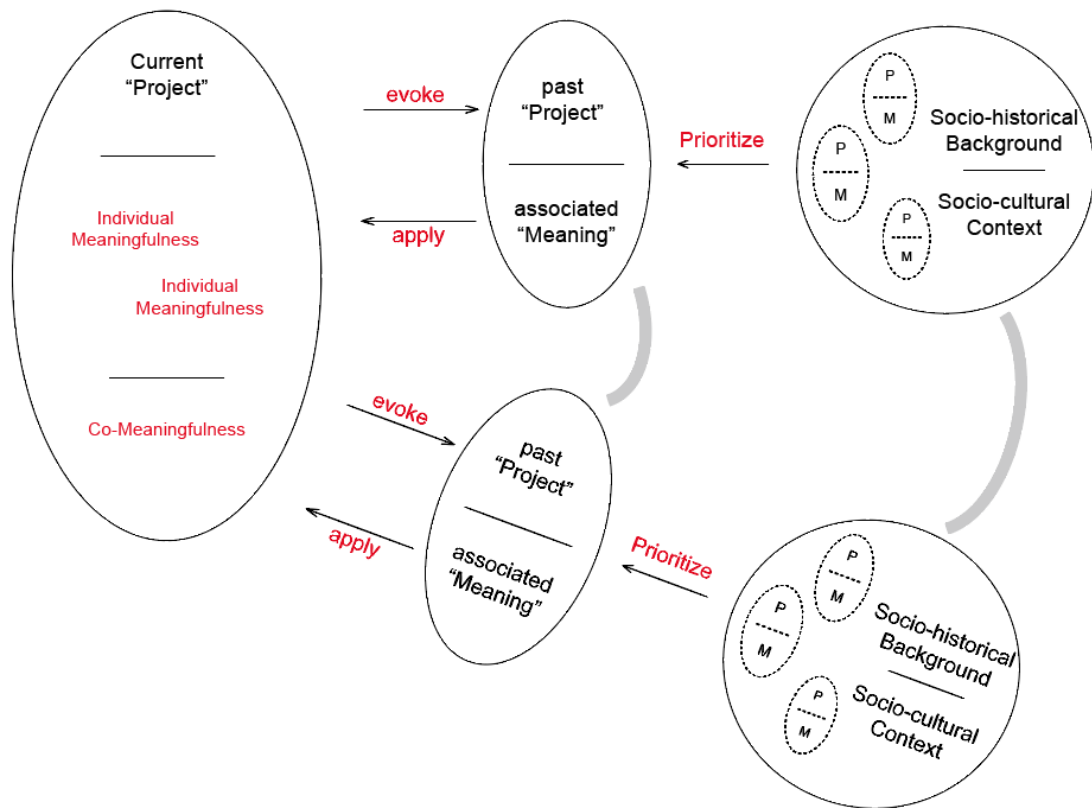 Current
“Project”
Individual
Meaningfulness
Individual
Meaningfulness
Co-Meaningfulness
evoke
apply
past
“Project”
associated
“Meaning”
Prioritize
P
M
P
M
P
M
Socio-historical
Background
Socio-cultural
Context
evoke
apply
past
“Project”
associated
“Meaning”
Prioritize
P
M
P
M
P
M
Socio-historical
Background
Socio-cultural
Context